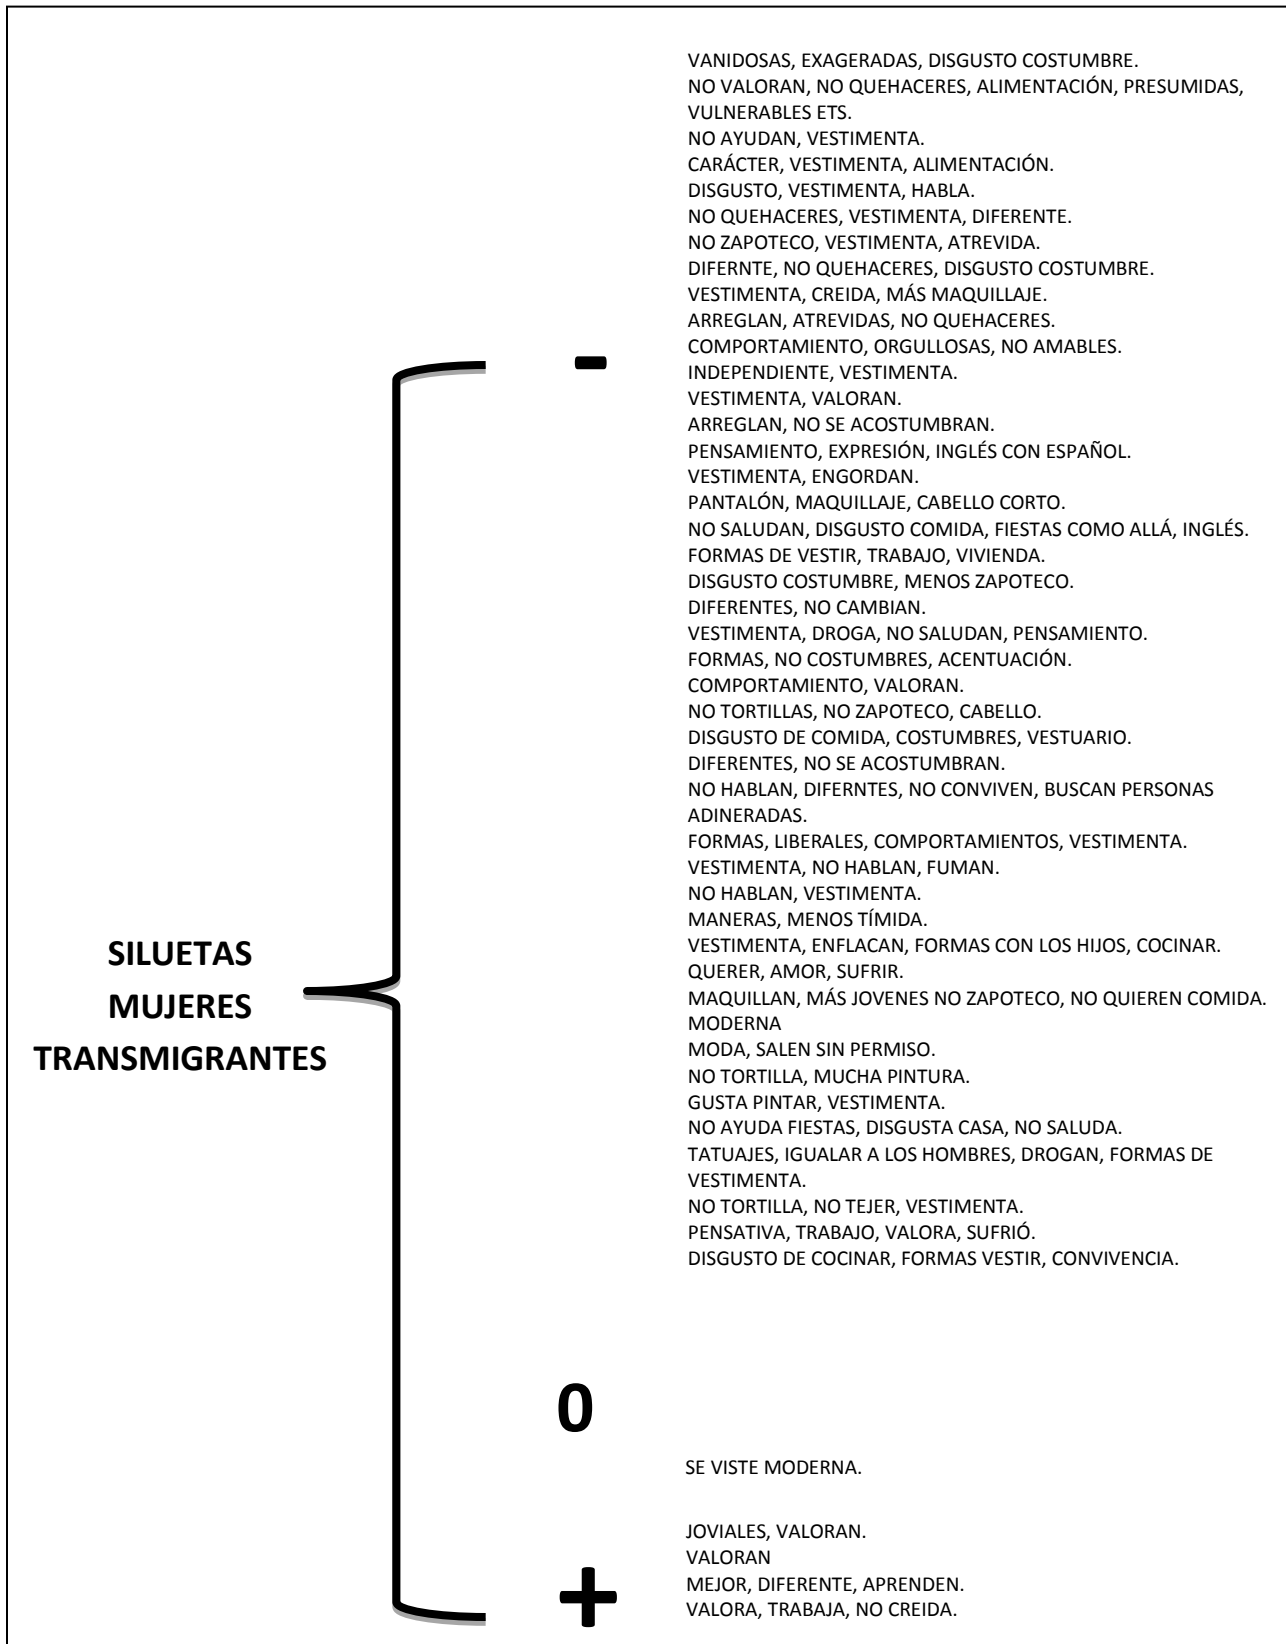 VANIDOSAS, EXAGERADAS, DISGUSTO COSTUMBRE.
NO VALORAN, NO QUEHACERES, ALIMENTACIÓN, PRESUMIDAS,
VULNERABLES ETS.
NO AYUDAN, VESTIMENTA.
CARÁCTER, VESTIMENTA, ALIMENTACIÓN.
DISGUSTO, VESTIMENTA, HABLA.
NO QUEHACERES, VESTIMENTA, DIFERENTE.
NO ZAPOTECO, VESTIMENTA, ATREVIDA.
DIFERNTE, NO QUEHACERES, DISGUSTO COSTUMBRE.
VESTIMENTA, CREIDA, MÁS MAQUILLAJE.
ARREGLAN, ATREVIDAS, NO QUEHACERES.
COMPORTAMIENTO, ORGULLOSAS, NO AMABLES.
-
INDEPENDIENTE, VESTIMENTA.
VESTIMENTA, VALORAN.
ARREGLAN, NO SE ACOSTUMBRAN.
PENSAMIENTO, EXPRESIÓN, INGLÉS CON ESPAÑOL.
VESTIMENTA, ENGORDAN.
PANTALÓN, MAQUILLAJE, CABELLO CORTO.
NO SALUDAN, DISGUSTO COMIDA, FIESTAS COMO ALLÁ, INGLÉS.
FORMAS DE VESTIR, TRABAJO, VIVIENDA.
DISGUSTO COSTUMBRE, MENOS ZAPOTECO.
DIFERENTES, NO CAMBIAN.
VESTIMENTA, DROGA, NO SALUDAN, PENSAMIENTO.
FORMAS, NO COSTUMBRES, ACENTUACIÓN.
COMPORTAMIENTO, VALORAN.
NO TORTILLAS, NO ZAPOTECO, CABELLO.
DISGUSTO DE COMIDA, COSTUMBRES, VESTUARIO.
DIFERENTES, NO SE ACOSTUMBRAN.
NO HABLAN, DIFERNTES, NO CONVIVEN, BUSCAN PERSONAS
ADINERADAS.
FORMAS, LIBERALES, COMPORTAMIENTOS, VESTIMENTA.
VESTIMENTA, NO HABLAN, FUMAN.
NO HABLAN, VESTIMENTA.
MANERAS, MENOS TÍMIDA.
VESTIMENTA, ENFLACAN, FORMAS CON LOS HIJOS, COCINAR.
QUERER, AMOR, SUFRIR.
MAQUILLAN, MÁS JOVENES NO ZAPOTECO, NO QUIEREN COMIDA.
MODERNA
MODA, SALEN SIN PERMISO.
NO TORTILLA, MUCHA PINTURA.
GUSTA PINTAR, VESTIMENTA.
NO AYUDA FIESTAS, DISGUSTA CASA, NO SALUDA.
TATUAJES, IGUALAR A LOS HOMBRES, DROGAN, FORMAS DE
VESTIMENTA.
NO TORTILLA, NO TEJER, VESTIMENTA.
PENSATIVA, TRABAJO, VALORA, SUFRIÓ.
DISGUSTO DE COCINAR, FORMAS VESTIR, CONVIVENCIA.
SILUETAS
MUJERES
TRANSMIGRANTES
0
SE VISTE MODERNA.
+
JOVIALES, VALORAN.
VALORAN
MEJOR, DIFERENTE, APRENDEN.
VALORA, TRABAJA, NO CREIDA.